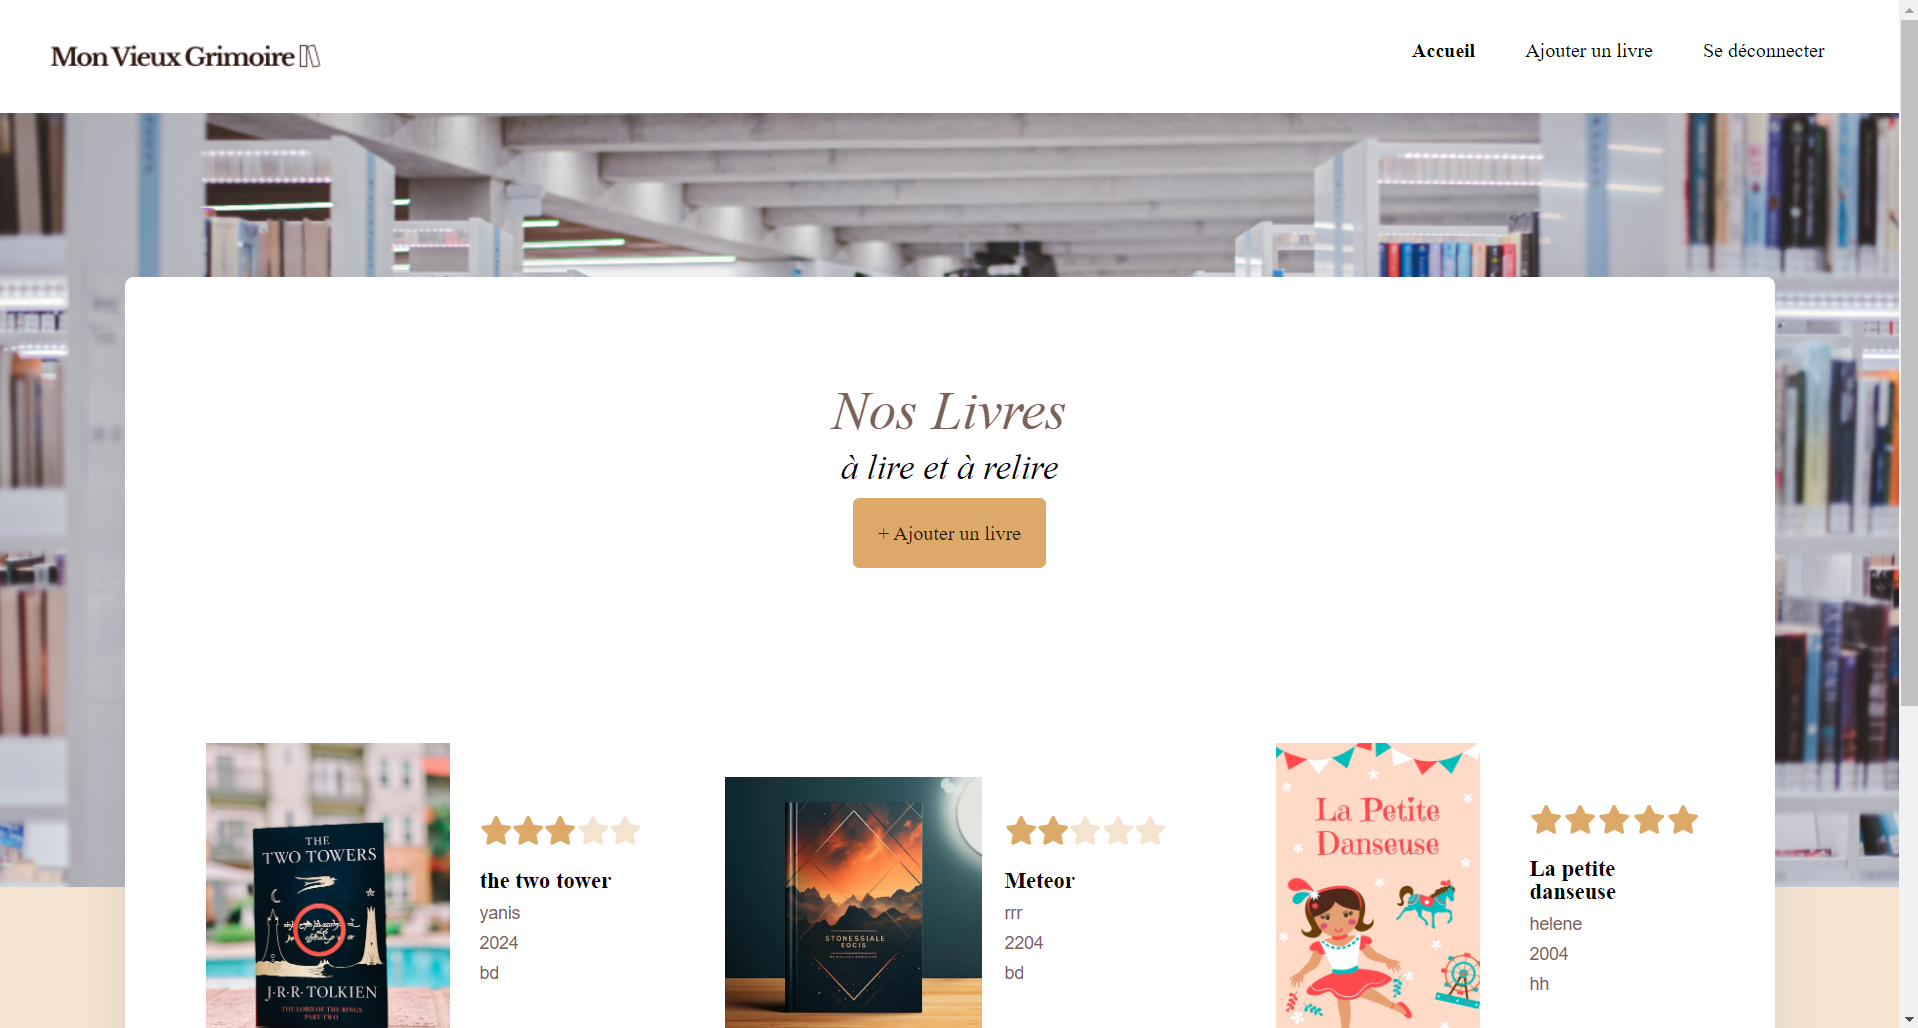 Mon Vieux Grimoire
Accueil
Ajouter un livre
Se déconnecter
Nos Livres
à lire et à relire
+ Ajouter un livre
THE
TWO TOWERS
J·R·R·TOLKIEN
THE LORD OF THE RINGS
PART TWO
the two tower
yanis
2024
bd
STONESSIALE
EOCIS
Meteor
rrr
2204
bd
La Petite
Danseuse
La petite
danseuse
helene
2004
hh